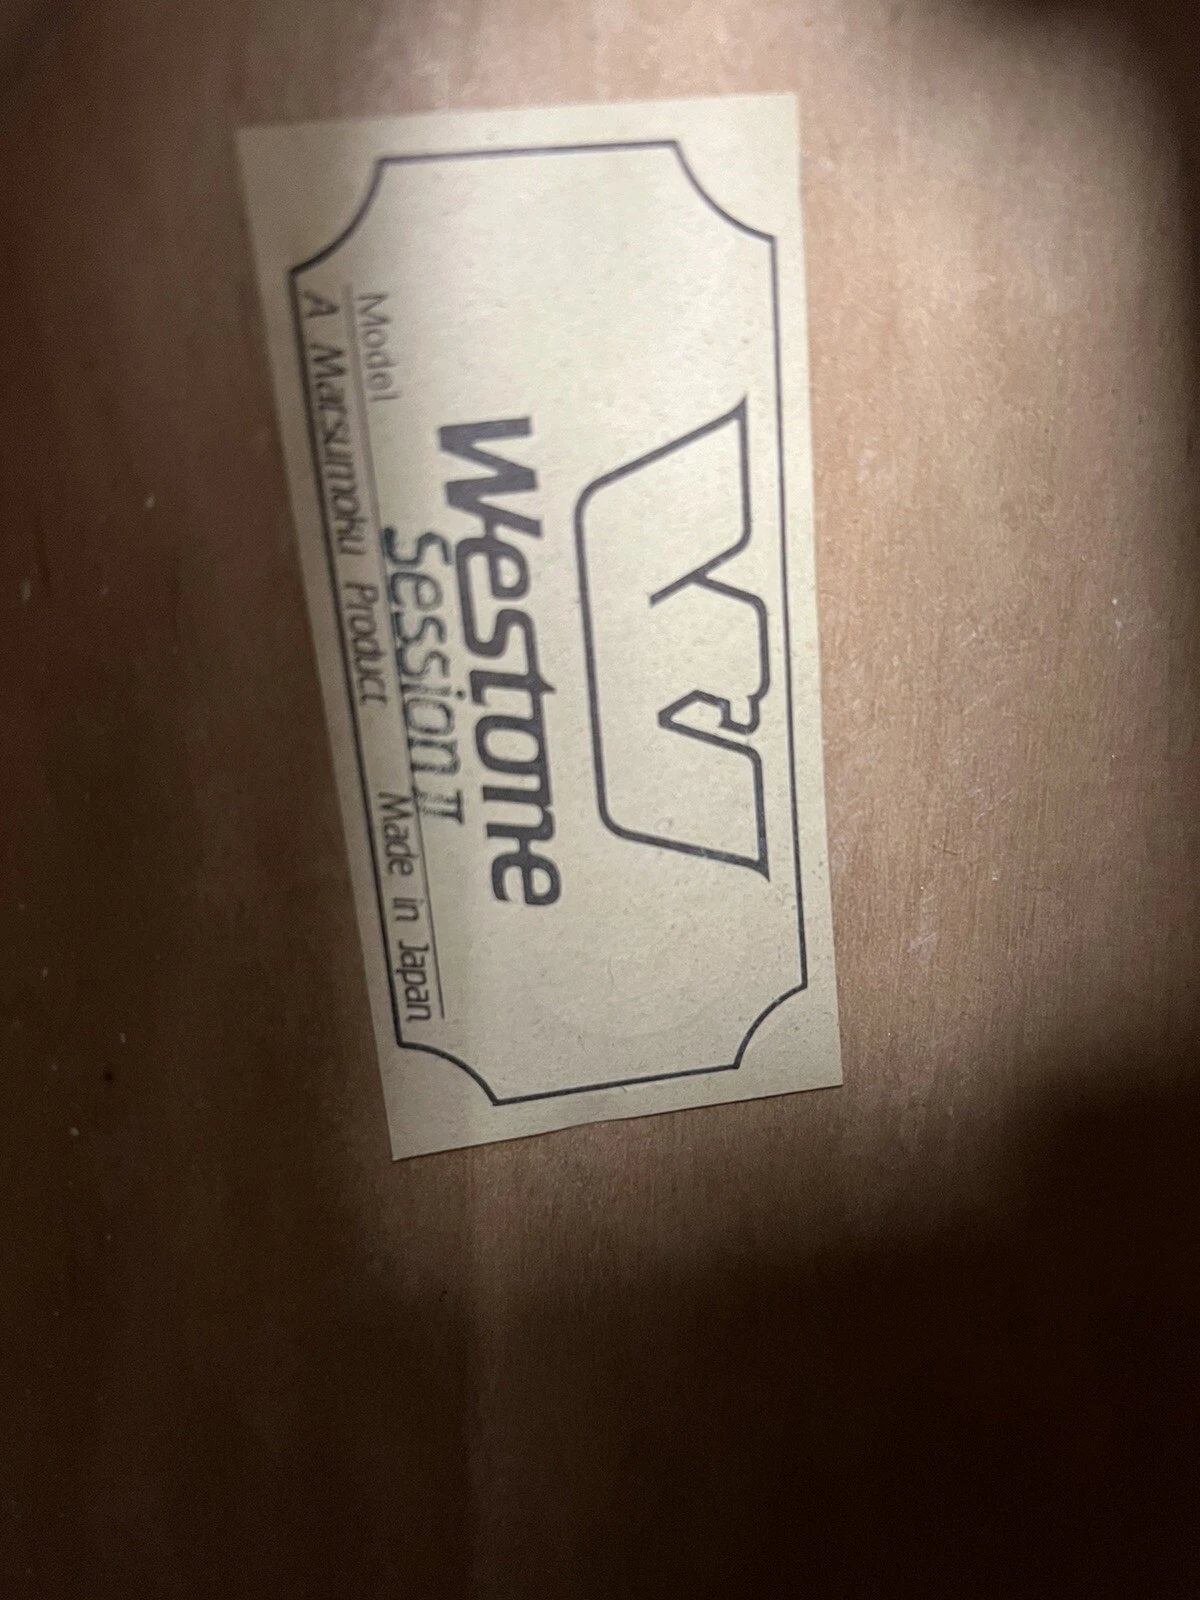 Westone
Model Session II
A Matsumoku Product Made in Japan